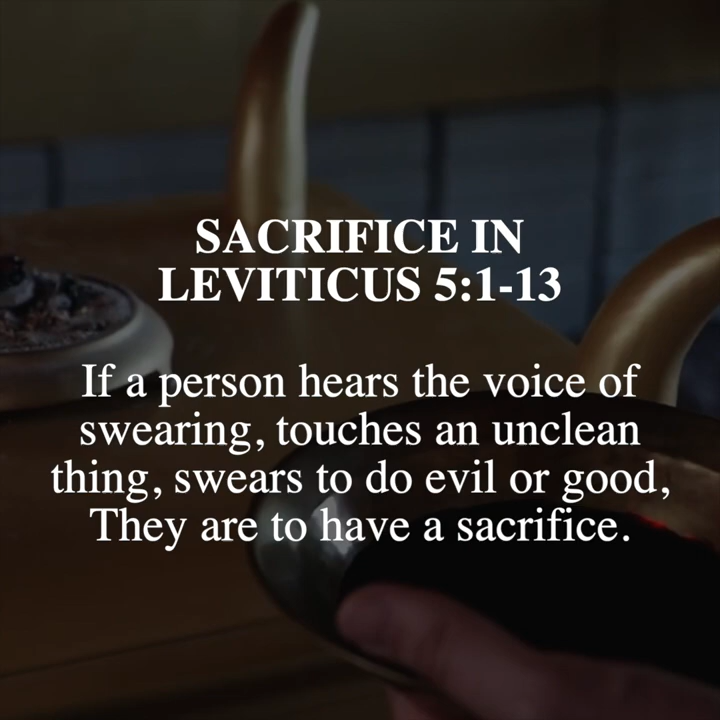 SACRIFICE IN
LEVITICUS 5:1-13
If a person hears the voice of
swearing, touches an unclean
thing, swears to do evil or good,
They are to have a sacrifice.